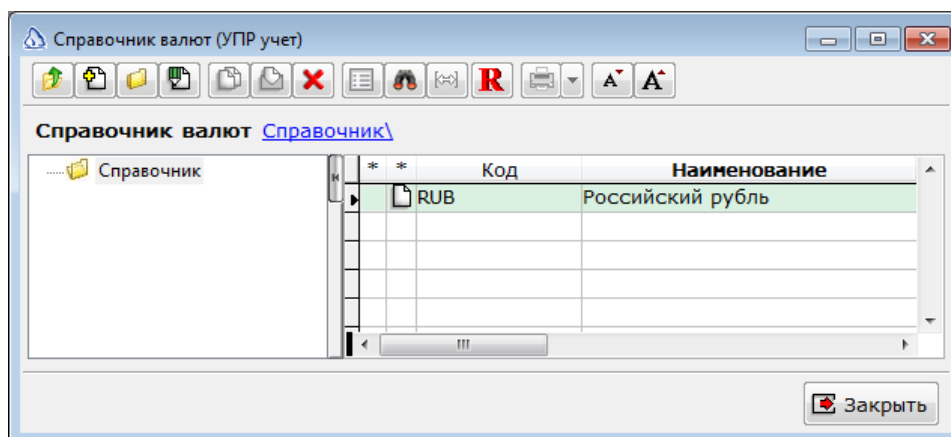 Справочник валют (УПР учет)
R A A
Справочник валют Справочник\
Справочник
* * Код Наименование
RUB Российский рубль
Закрыть